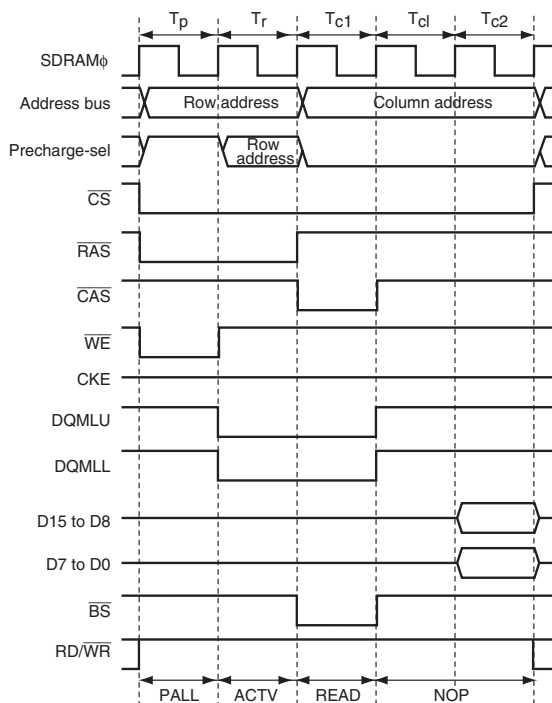 Tp Tr Tc1 Tcl Tc2
SDRAMϕ
Address bus Row address Column address
Precharge-sel Row address
CS
RAS
CAS
WE
CKE
DQMLU
DQMLL
D15 to D8
D7 to D0
BS
RD/WR
PALL ACTV READ NOP